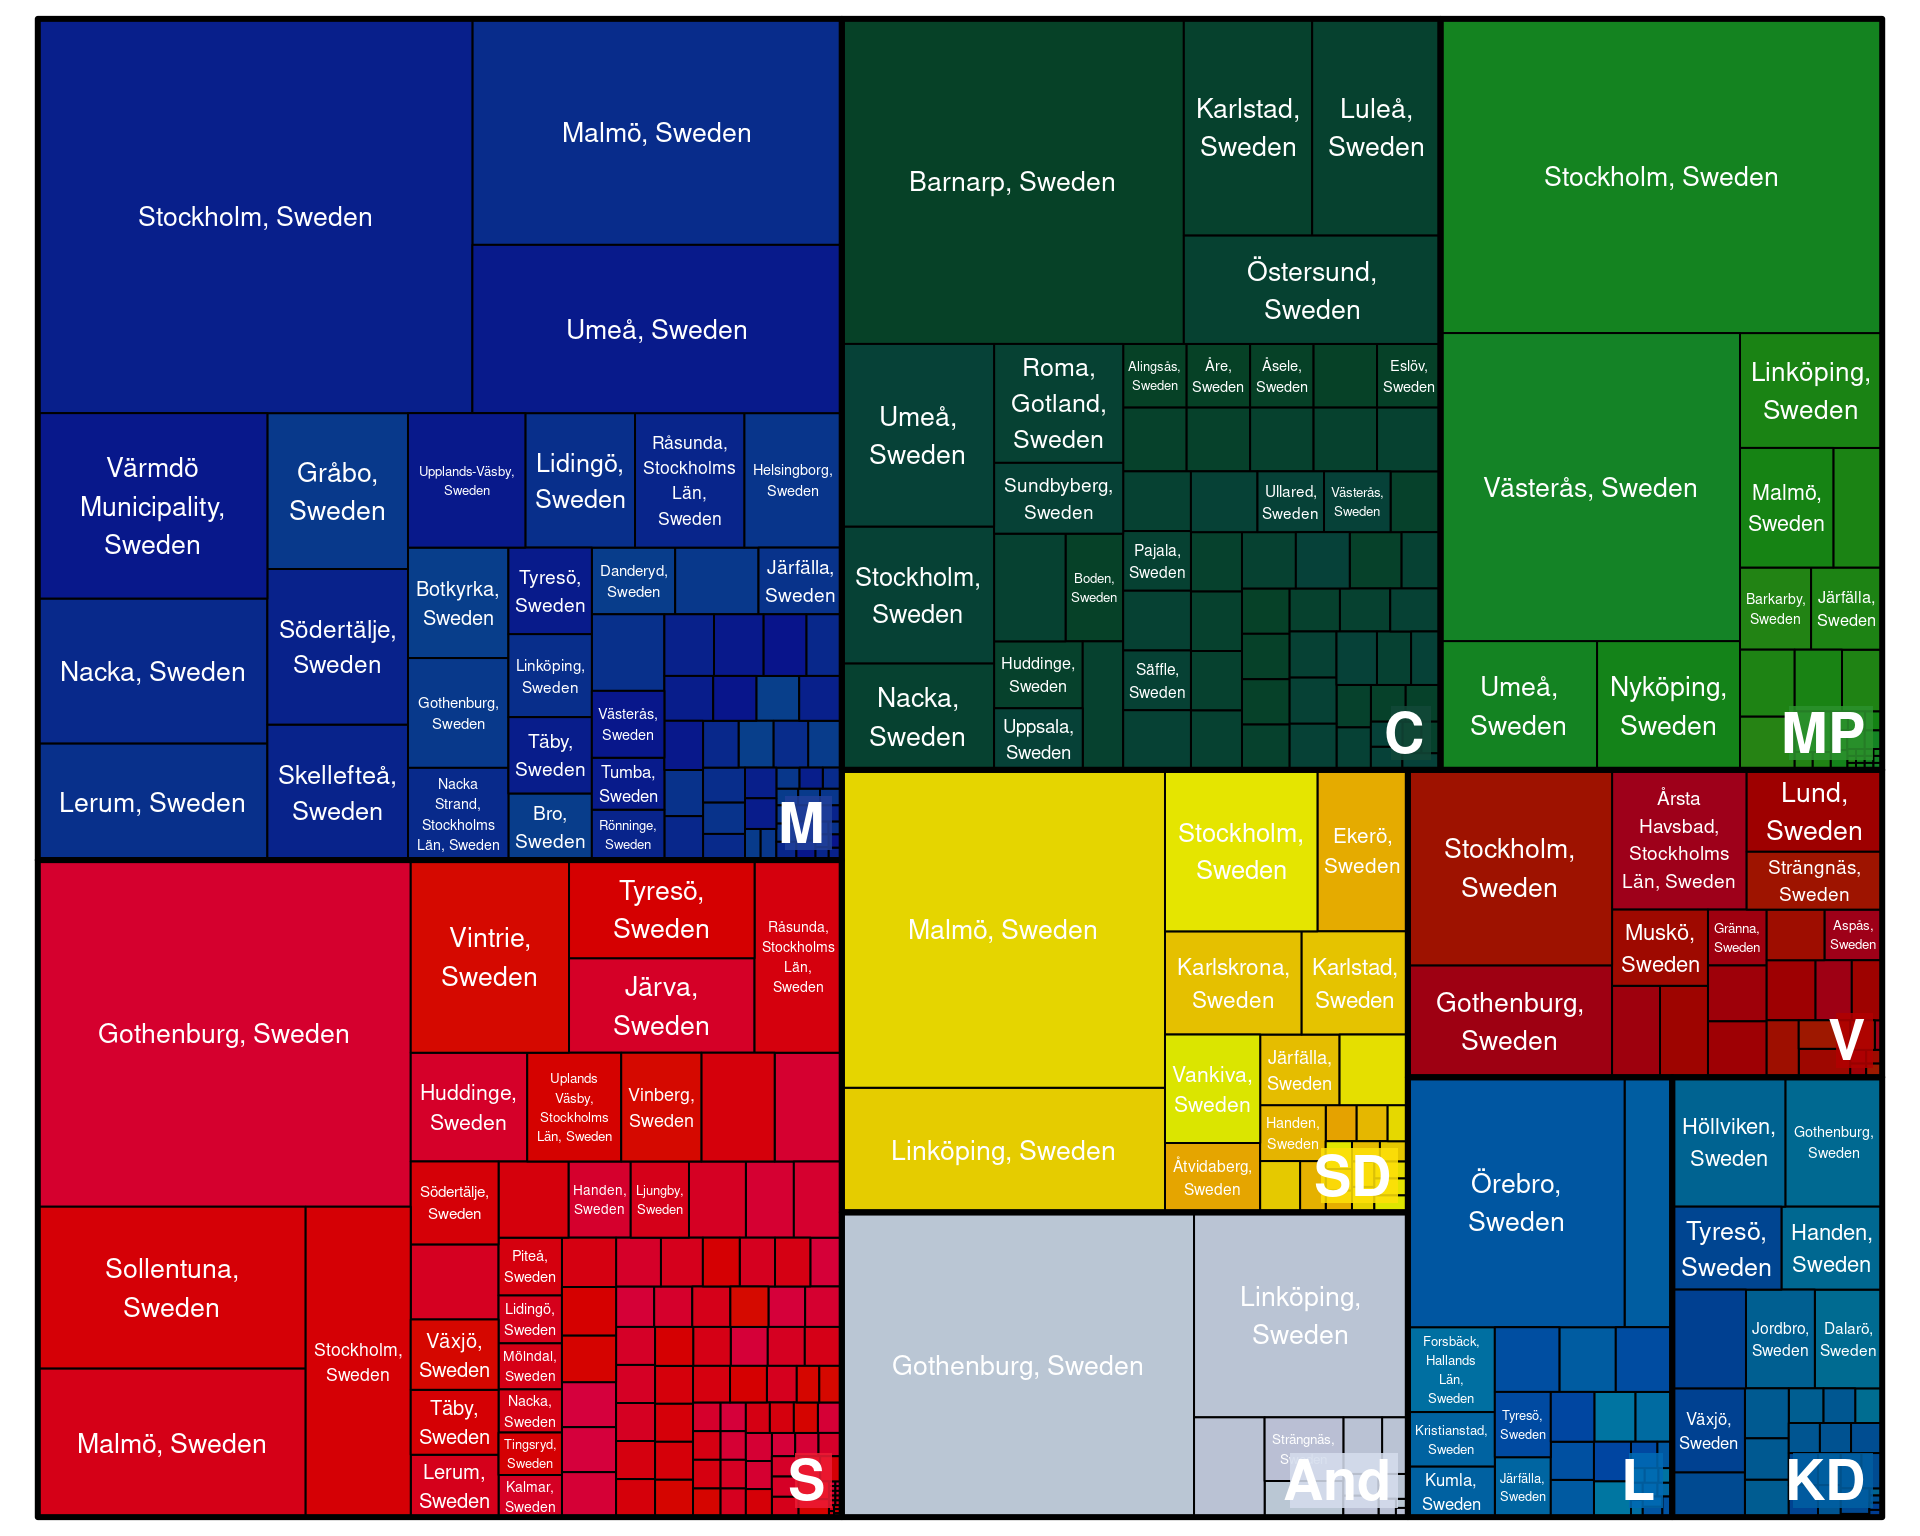 Stockholm, Sweden
Malmö, Sweden
Umeå, Sweden
Värmdö
Municipality,
Sweden
Nacka, Sweden
Lerum, Sweden
Gråbo,
Sweden
Södertälje,
Sweden
Skellefteå,
Sweden
Upplands-Väsby,
Sweden
Lidingö,
Sweden
Råsunda,
Stockholms
Län,
Sweden
Helsingborg,
Sweden
Botkyrka,
Sweden
Gothenburg,
Sweden
Nacka
Strand,
Stockholms
Län, Sweden
Tyresö,
Sweden
Linköping,
Sweden
Täby,
Sweden
Bro,
Sweden
Danderyd,
Sweden
Järfälla,
Sweden
Västerås,
Sweden
Tumba,
Sweden
Rönninge,
Sweden
M
Barnarp, Sweden
Karlstad,
Sweden
Luleå,
Sweden
Östersund,
Sweden
Umeå,
Sweden
Stockholm,
Sweden
Nacka,
Sweden
Roma,
Gotland,
Sweden
Sundbyberg,
Sweden
Boden,
Sweden
Huddinge,
Sweden
Uppsala,
Sweden
Alingsås,
Sweden
Åre,
Sweden
Åsele,
Sweden
Eslöv,
Sweden
Ullared,
Sweden
Västerås,
Sweden
Pajala,
Sweden
Säffle,
Sweden
C
Stockholm, Sweden
Västerås, Sweden
Umeå,
Sweden
Nyköping,
Sweden
Linköping,
Sweden
Malmö,
Sweden
Barkarby,
Sweden
Järfälla,
Sweden
MP
Gothenburg, Sweden
Sollentuna,
Sweden
Malmö, Sweden
Stockholm,
Sweden
Vintrie,
Sweden
Tyresö,
Sweden
Järva,
Sweden
Råsunda,
Stockholms
Län,
Sweden
Huddinge,
Sweden
Uplands
Väsby,
Stockholms
Län, Sweden
Vinberg,
Sweden
Södertälje,
Sweden
Växjö,
Sweden
Täby,
Sweden
Lerum,
Sweden
Handen,
Sweden
Ljungby,
Sweden
Piteå,
Sweden
Lidingö,
Sweden
Mölndal,
Sweden
Nacka,
Sweden
Tingsryd,
Sweden
Kalmar,
Sweden
S
Malmö, Sweden
Linköping, Sweden
Stockholm,
Sweden
Ekerö,
Sweden
Karlskrona,
Sweden
Karlstad,
Sweden
Vankiva,
Sweden
Åtvidaberg,
Sweden
Järfälla,
Sweden
Handen,
Sweden
SD
Gothenburg, Sweden
Linköping,
Sweden
Strängnäs,
And
Stockholm,
Sweden
Gothenburg,
Sweden
Årsta
Havsbad,
Stockholms
Län, Sweden
Lund,
Sweden
Strängnäs,
Sweden
Muskö,
Sweden
Gränna,
Sweden
Aspås,
Sweden
V
Örebro,
Sweden
Forsbäck,
Hallands
Län,
Sweden
Kristianstad,
Sweden
Kumla,
Sweden
Tyresö,
Sweden
Järfälla,
Sweden
L
Höllviken,
Sweden
Gothenburg,
Sweden
Tyresö,
Sweden
Handen,
Sweden
Jordbro,
Sweden
Dalarö,
Sweden
Växjö,
Sweden
KD